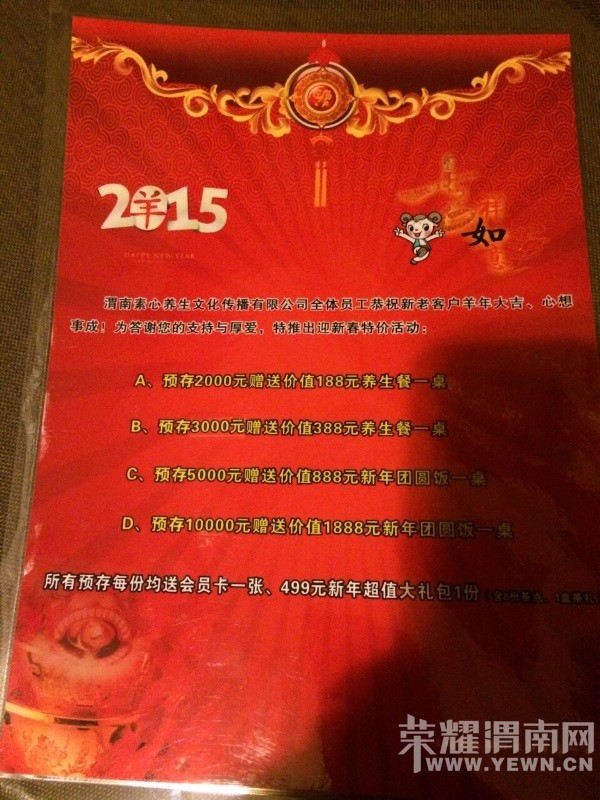 2羊15
HAPPY NEW YEAR
吉祥如意
渭南素心养生文化传播有限公司全体员工恭祝新老客户羊年大吉、心想
事成！为答谢您的支持与厚爱，特推出迎新春特价活动：
A、预存2000元赠送价值188元养生餐一桌
B、预存3000元赠送价值388元养生餐一桌
C、预存5000元赠送价值888元新年团圆饭一桌
D、预存10000元赠送价值1888元新年团圆饭一桌
所有预存每份均送会员卡一张、499元新年超值大礼包1份
荣耀渭南网
WWW.YEWN.CN